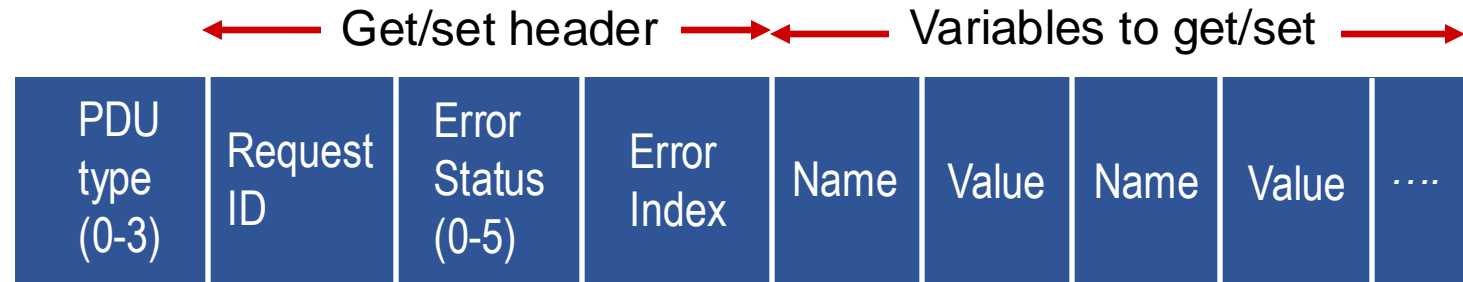 Get/set header
Variables to get/set
PDU
type
(0-3)
Request
ID
Error
Status
(0-5)
Error
Index
Name
Value
Name
Value
....